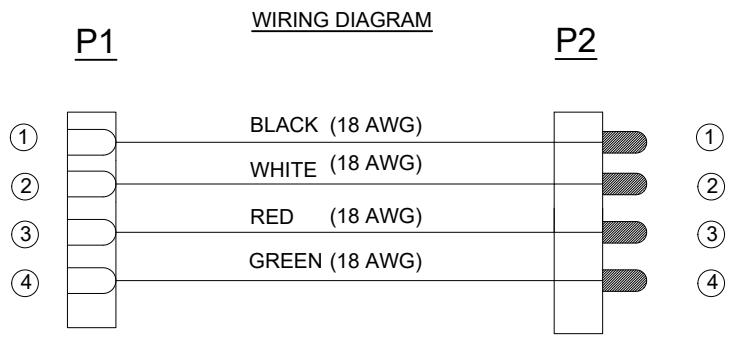 WIRING DIAGRAM
P1 P2
1 BLACK (18 AWG) 1
2 WHITE (18 AWG) 2
3 RED (18 AWG) 3
4 GREEN (18 AWG) 4